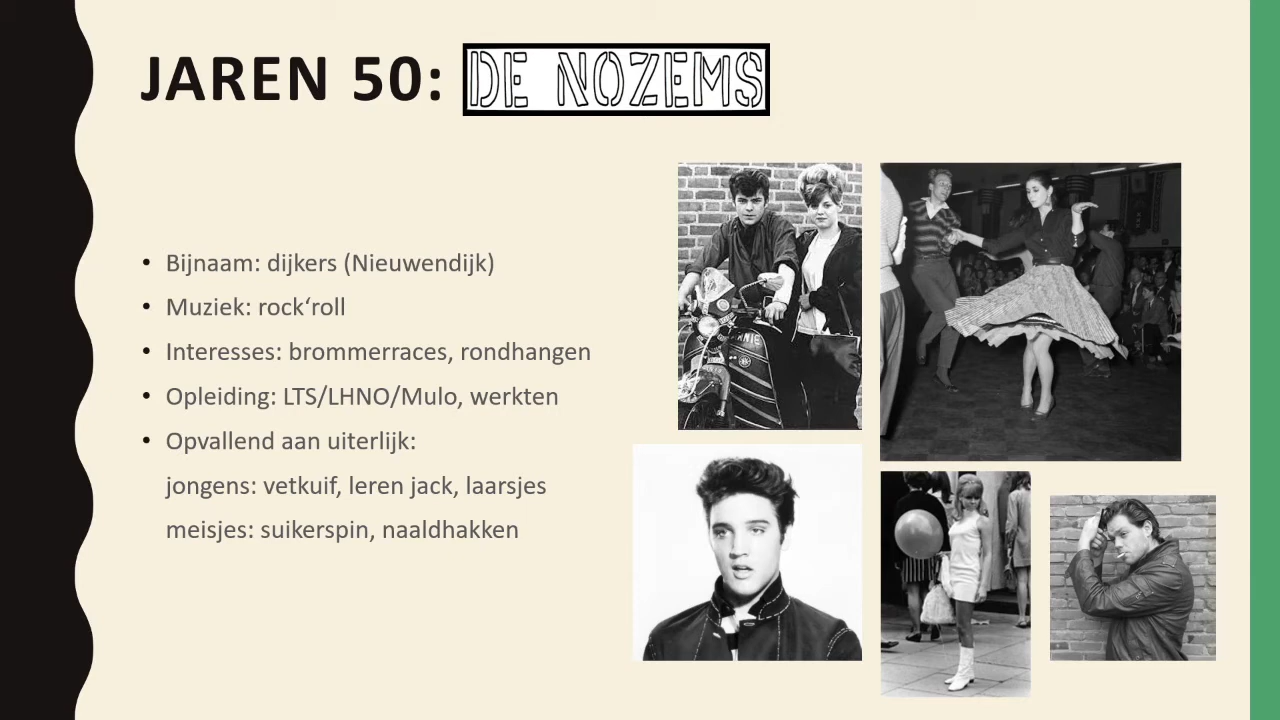 JAREN 50: DE NOZEMS
• Bijnaam: dijkers (Nieuwendijk)
• Muziek: rock‘roll
• Interesses: brommerraces, rondhangen
• Opleiding: LTS/LHNO/Mulo, werkten
• Opvallend aan uiterlijk:
jongens: vetkuif, leren jack, laarsjes
meisjes: suikerspin, naaldhakken